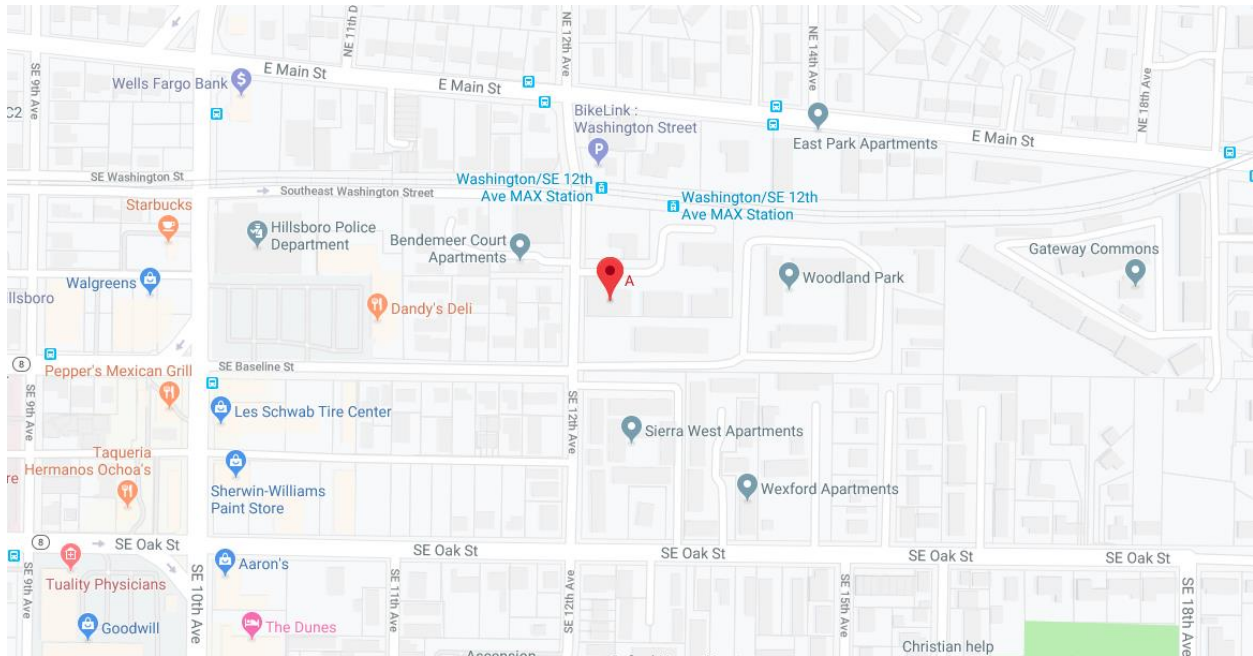 NE 11th D
NE 12th Ave
NE 14th Ave
NE 18th Ave
SE 9th Ave
C2
E Main St
E Main St
E Main St
Wells Fargo Bank
BikeLink :
Washington Street
East Park Apartments
SE Washington St
Southeast Washington Street
Washington/SE 12th
Ave MAX Station
Washington/SE 12th
Ave MAX Station
Starbucks
Hillsboro Police
Department
Bendemeer Court
Apartments
Gateway Commons
Walgreens
A
Woodland Park
illsboro
Dandy's Deli
8
SE Baseline St
Pepper's Mexican Grill
SE 9th Ave
Les Schwab Tire Center
SE 12th Ave
Sierra West Apartments
Taqueria
Hermanos Ochoa's
re
Sherwin-Williams
Paint Store
Wexford Apartments
8
SE Oak St
SE Oak St
SE Oak St
SE Oak St
SE Oak St
Aaron's
Tuality Physicians
SE 9th Ave
SE 10th Ave
SE 11th Ave
SE 12th Ave
SE 15th Ave
SE 18th Ave
Goodwill
The Dunes
Christian help
Ascension